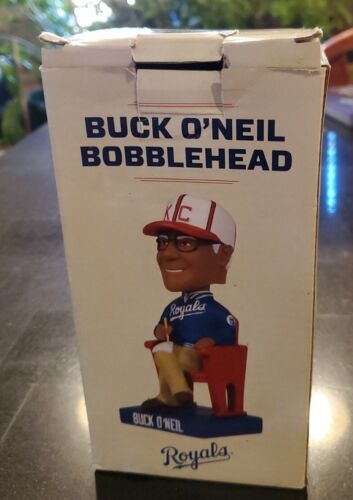 BUCK O'NEIL
BOBBLEHEAD
KC
Royals
BUCK O'NEIL
Royals